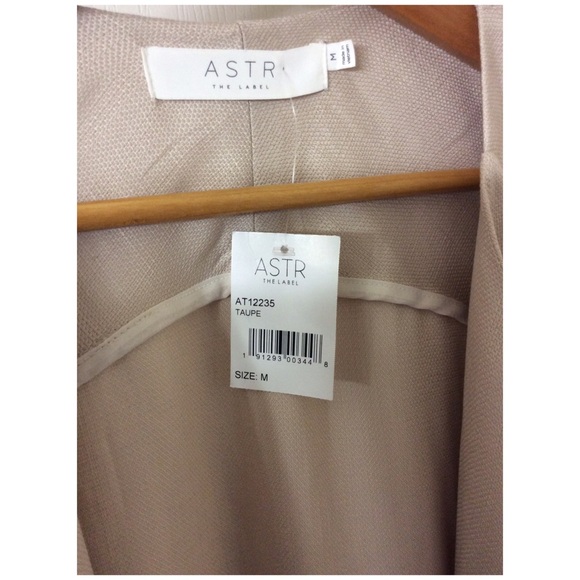 ASTR
THE LABEL
M
ASTR
THE LABEL
AT12235
TAUPE
1 91293 00344 8
SIZE: M